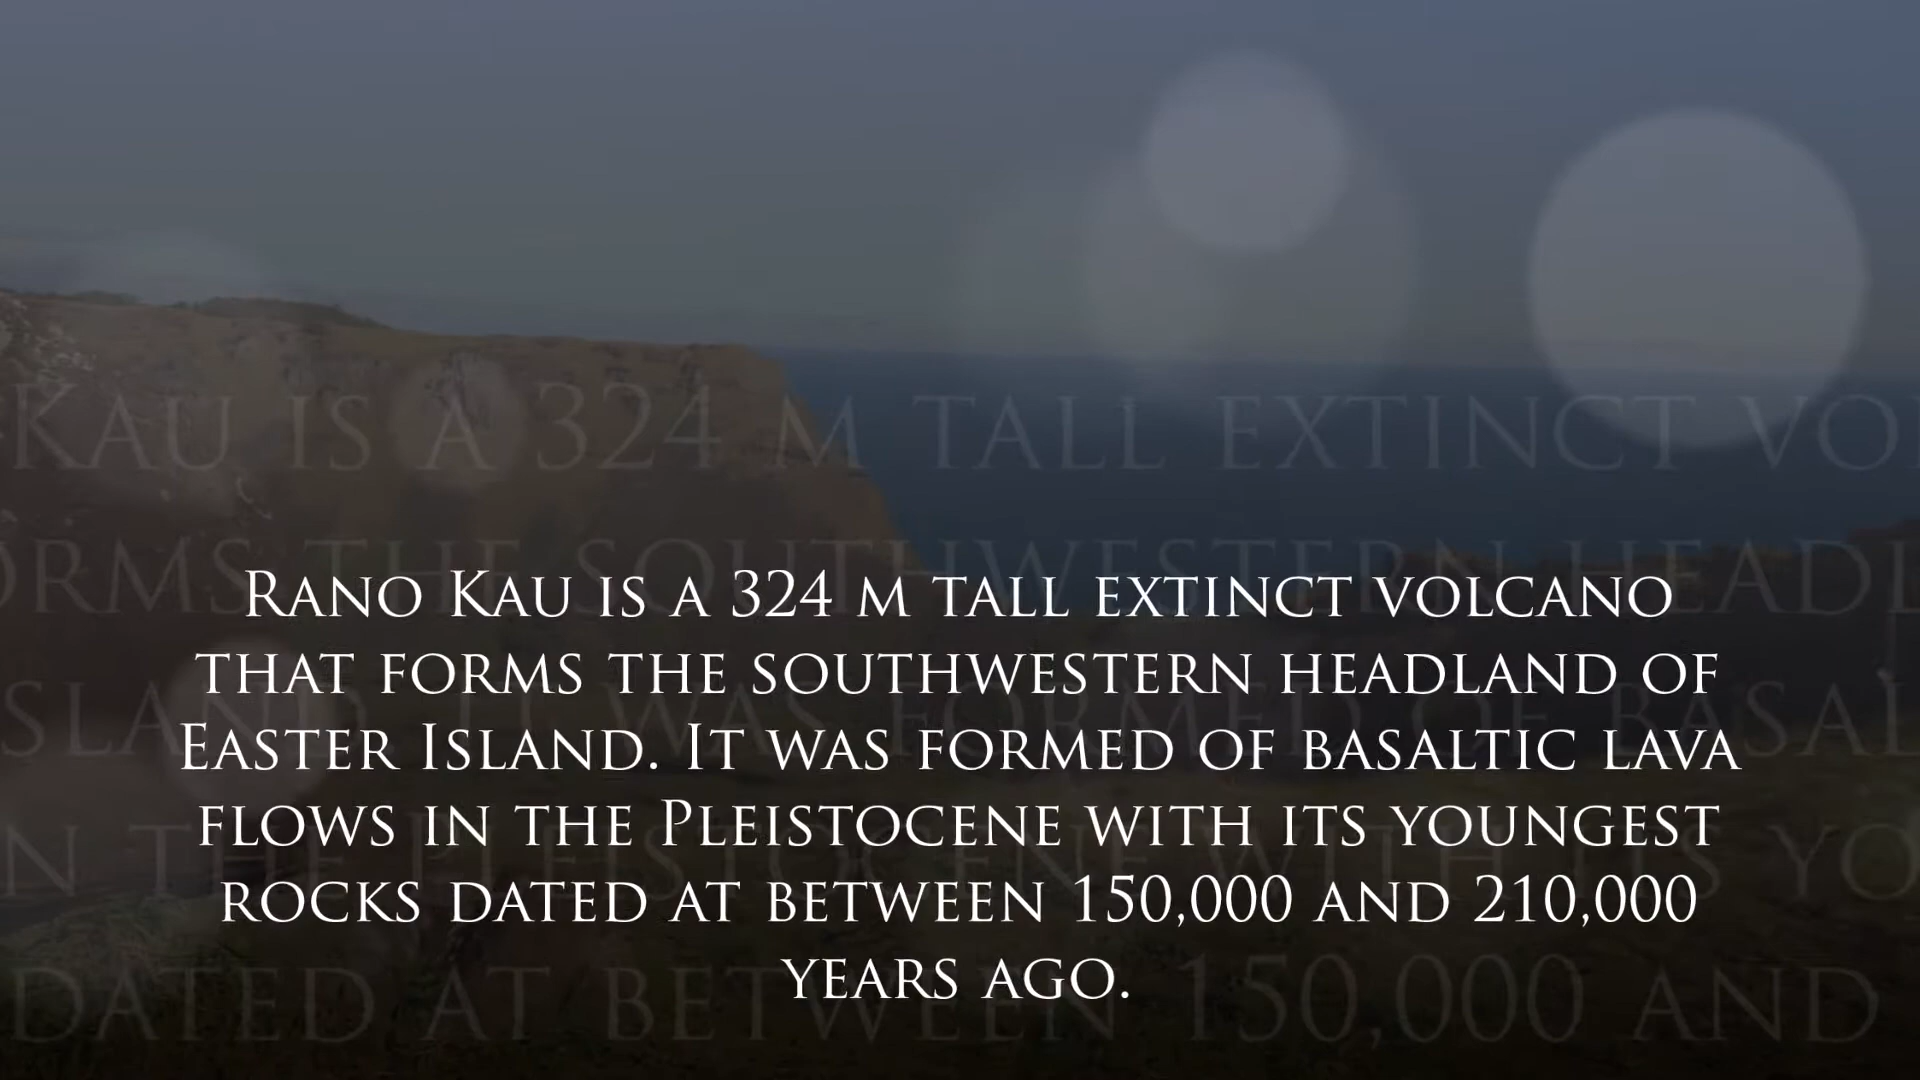 Rano Kau is a 324 m tall extinct volcano
that forms the southwestern headland of
Easter Island. It was formed of basaltic lava
flows in the Pleistocene with its youngest
rocks dated at between 150,000 and 210,000
years ago.